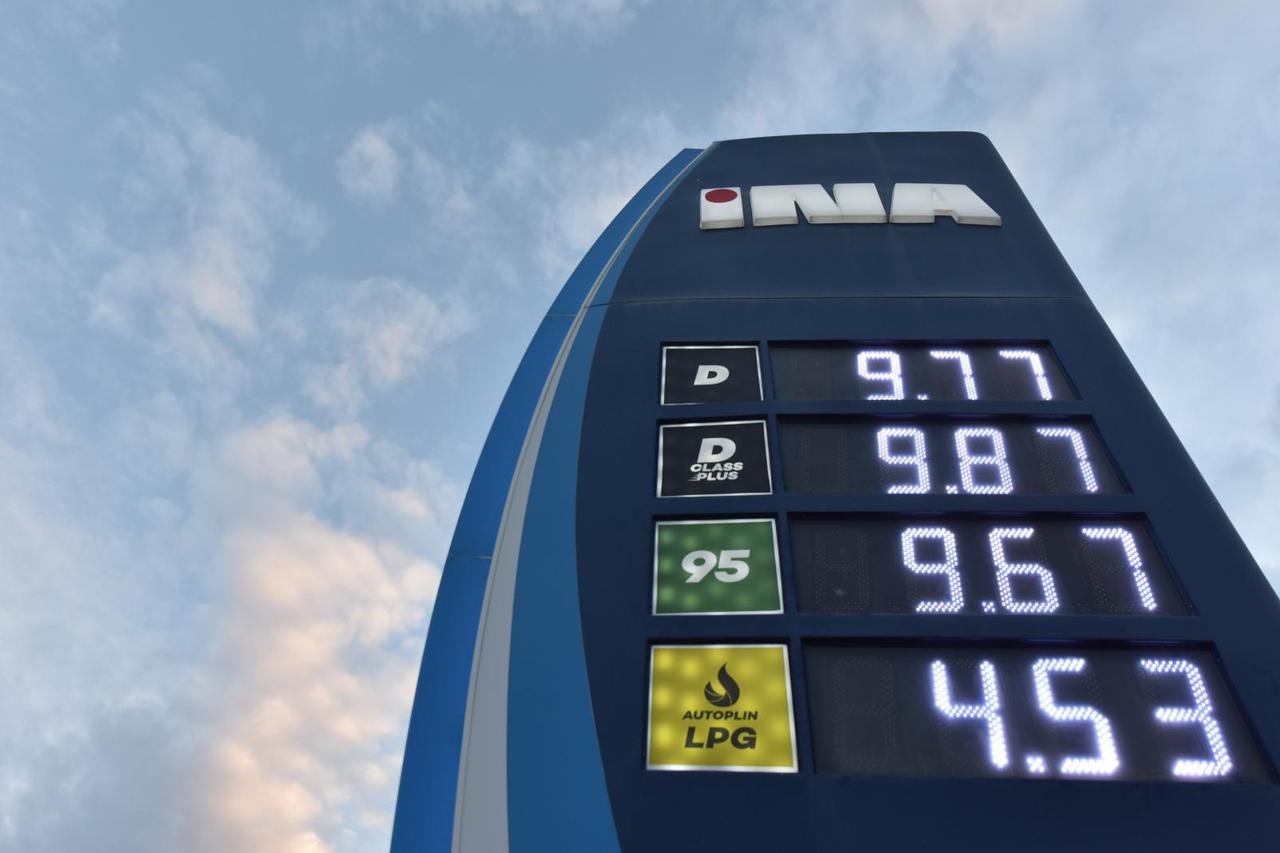 iNA
D 9.77
D
CLASS
PLUS
9.87
95 9.67
AUTOPLIN
LPG
4.53